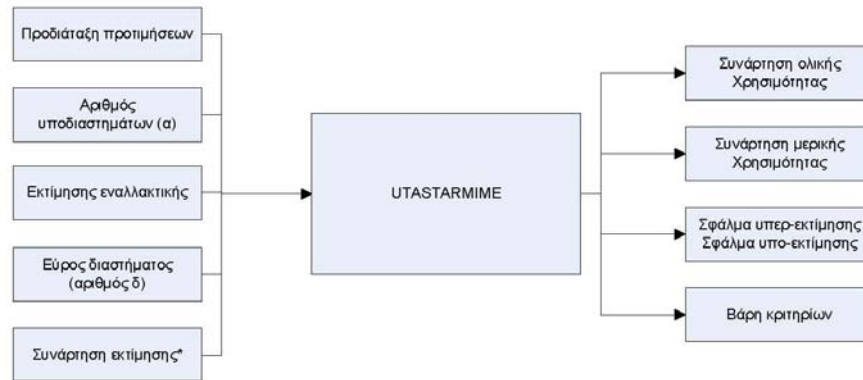 Προδιάταξη προτιμήσεων
Αριθμός
υποδιαστημάτων (α)
Εκτίμησης εναλλακτικής
Εύρος διαστήματος
(αριθμός δ)
Συνάρτηση εκτίμησης*
UTASTARMIME
Συνάρτηση ολικής
Χρησιμότητας
Συνάρτηση μερικής
Χρησιμότητας
Σφάλμα υπερ-εκτίμησης
Σφάλμα υπο-εκτίμησης
Βάρη κριτηρίων